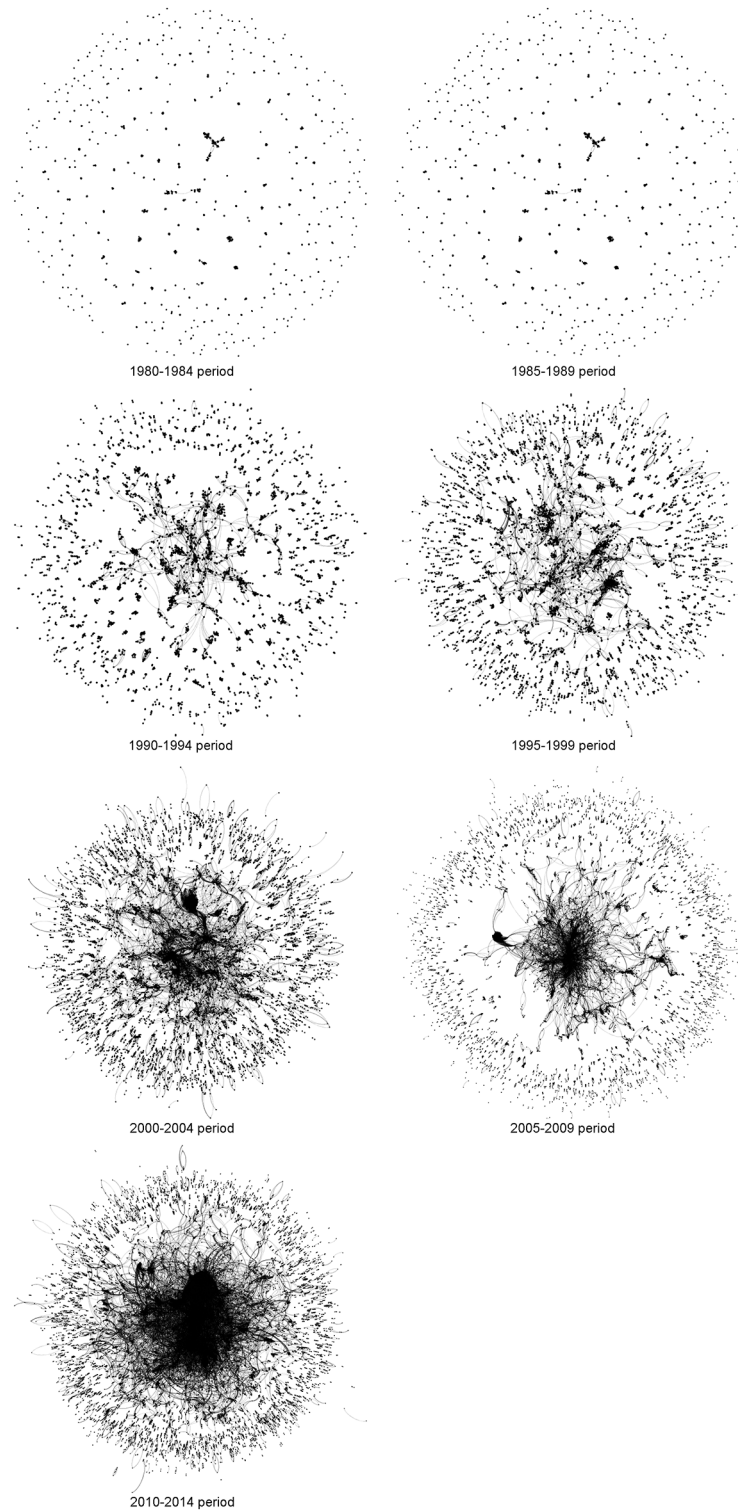 1980-1984 period
1985-1989 period
1990-1994 period
1995-1999 period
2000-2004 period
2005-2009 period
2010-2014 period